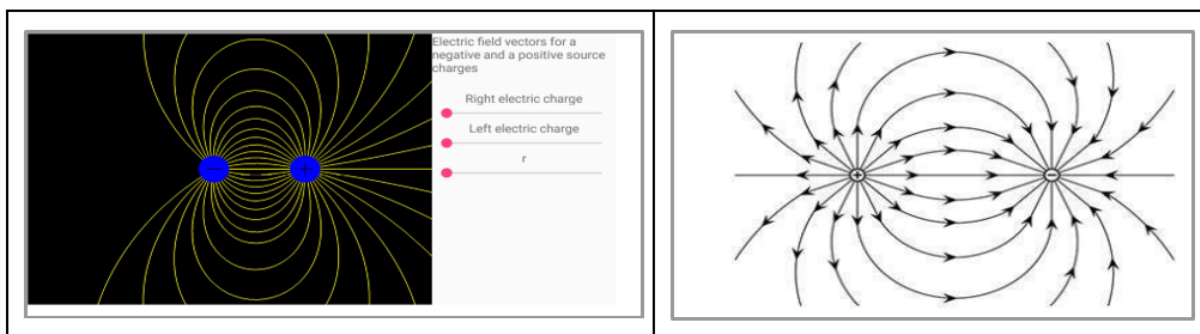 Electric field vectors for a
negative and a positive source
charges
Right electric charge
Left electric charge
r
−
+
+
−